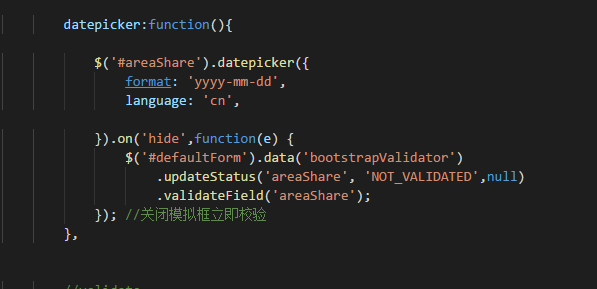 datepicker:function(){
$('#areaShare').datepicker({
format: 'yyyy-mm-dd',
language: 'cn',
}).on('hide',function(e) {
$('#defaultForm').data('bootstrapValidator')
.updateStatus('areaShare', 'NOT_VALIDATED',null)
.validateField('areaShare');
}); //关闭模拟框立即校验
},